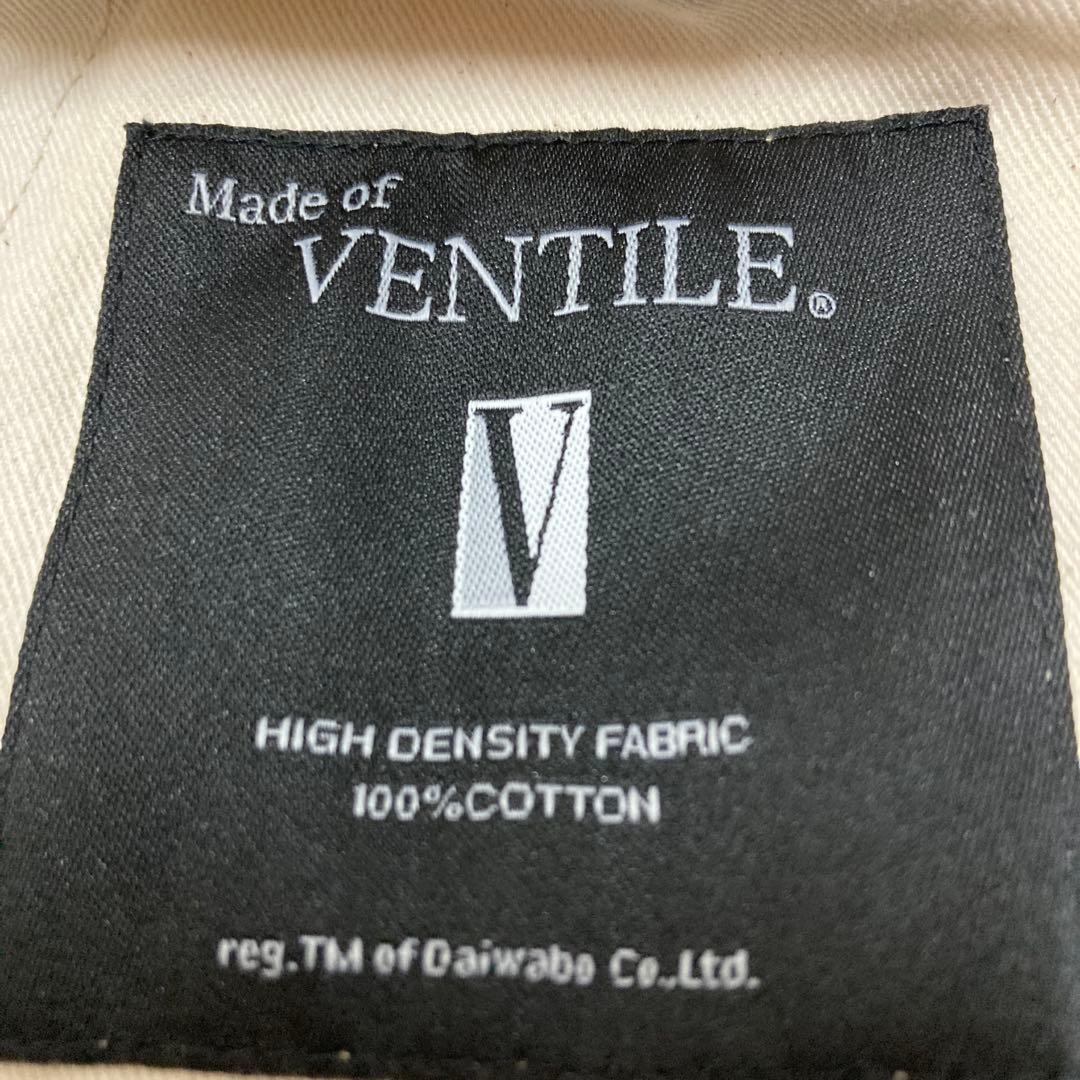 Made of
VENTILE®
V
HIGH DENSITY FABRIC
100%COTTON
reg.TM of Daiwabo Co.,Ltd.